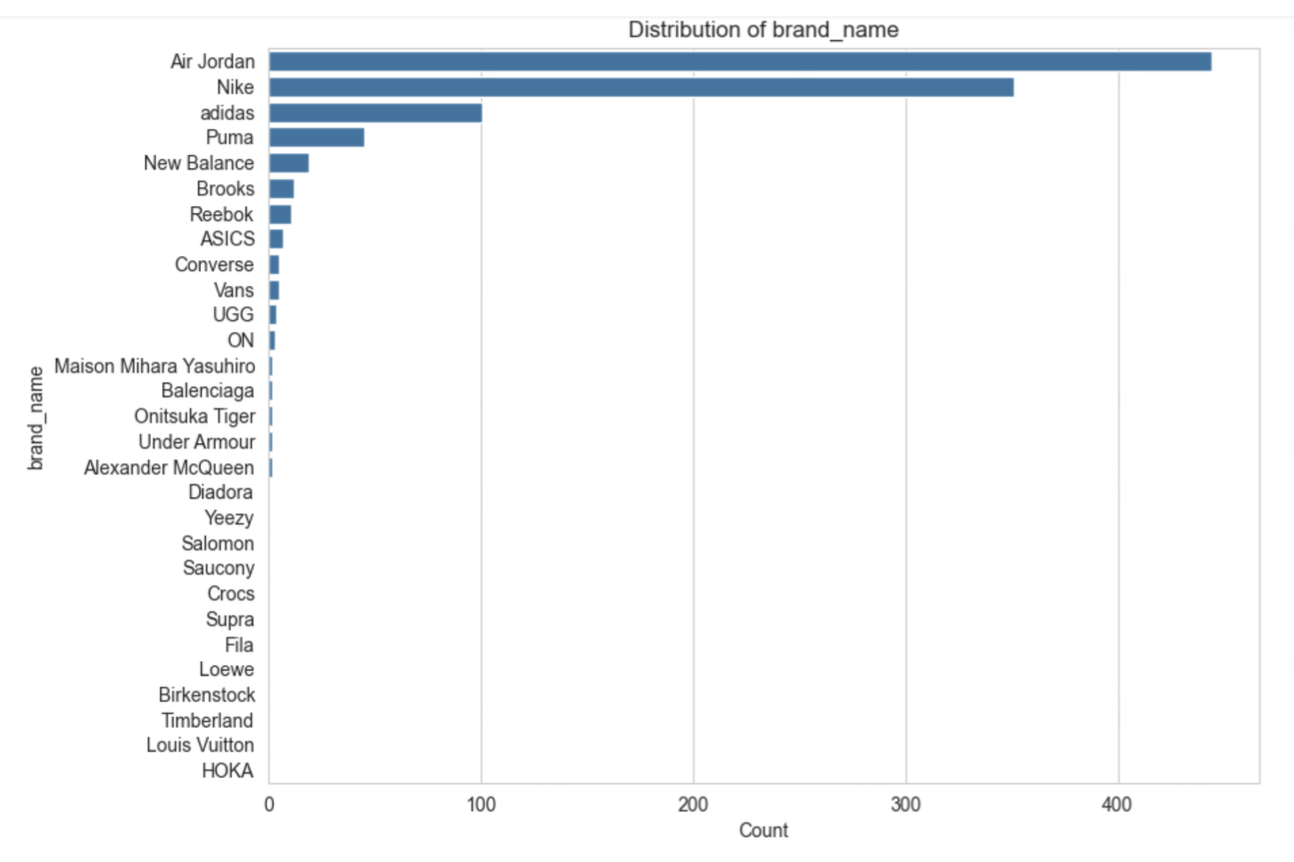 Distribution of brand_name
Air Jordan
Nike
adidas
Puma
New Balance
Brooks
Reebok
ASICS
Converse
Vans
UGG
ON
Maison Mihara Yasuhiro
Balenciaga
Onitsuka Tiger
Under Armour
Alexander McQueen
Diadora
Yeezy
Salomon
Saucony
Crocs
Supra
Fila
Loewe
Birkenstock
Timberland
Louis Vuitton
HOKA
brand_name
0 100 200 300 400
Count